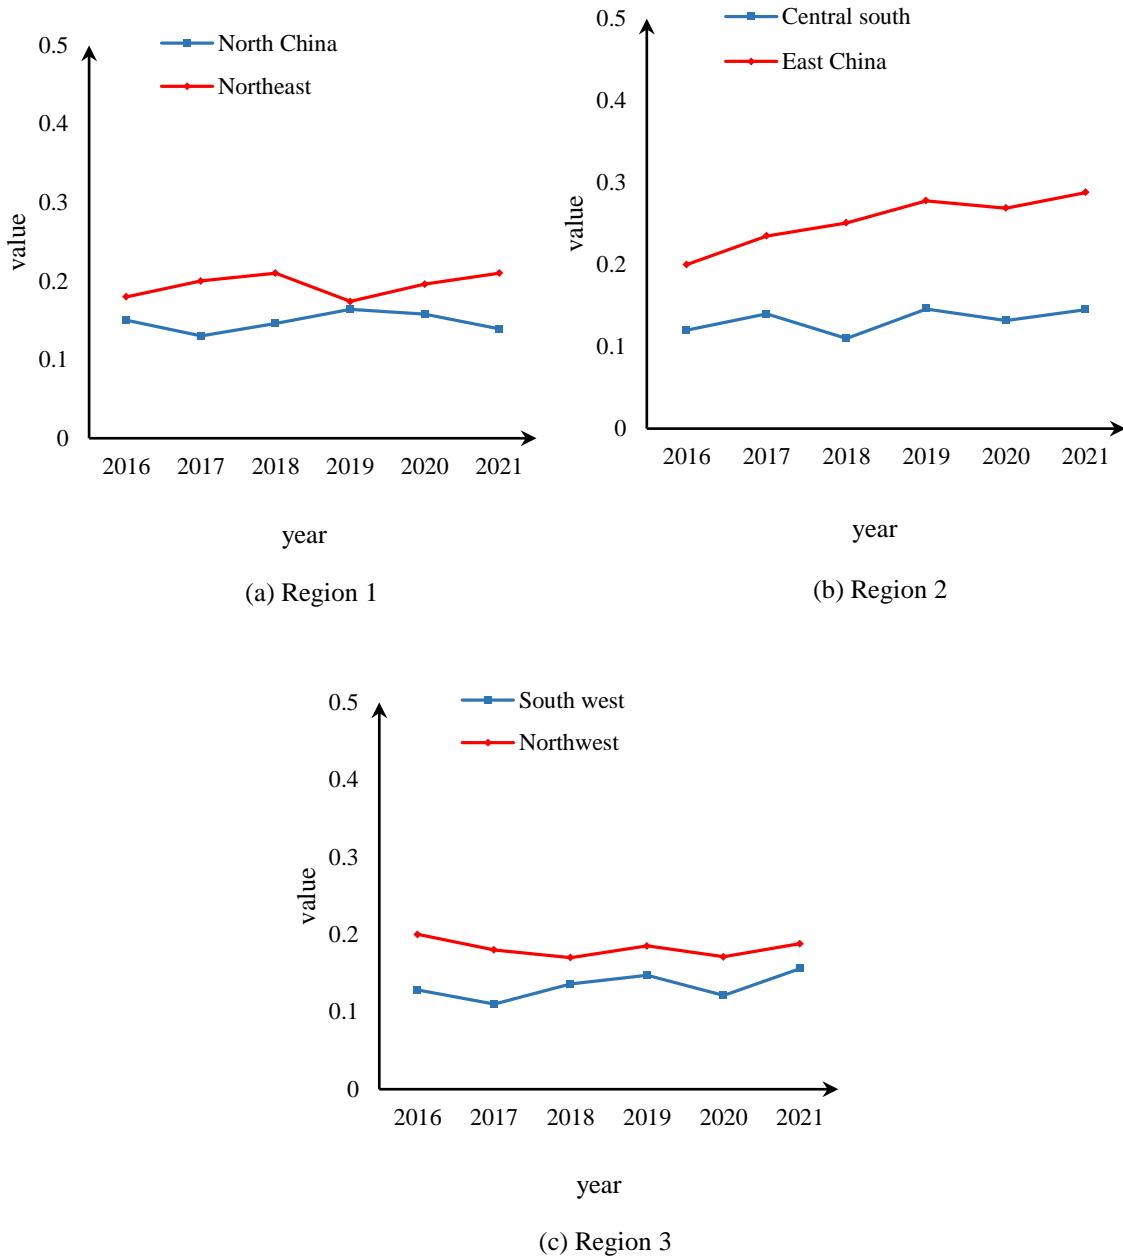 North China
Northeast
0.5
0.4
0.3
0.2
0.1
0
value
2016 2017 2018 2019 2020 2021
year
(a) Region 1
Central south
East China
0.5
0.4
0.3
0.2
0.1
0
value
2016 2017 2018 2019 2020 2021
year
(b) Region 2
South west
Northwest
0.5
0.4
0.3
0.2
0.1
0
value
2016 2017 2018 2019 2020 2021
year
(c) Region 3